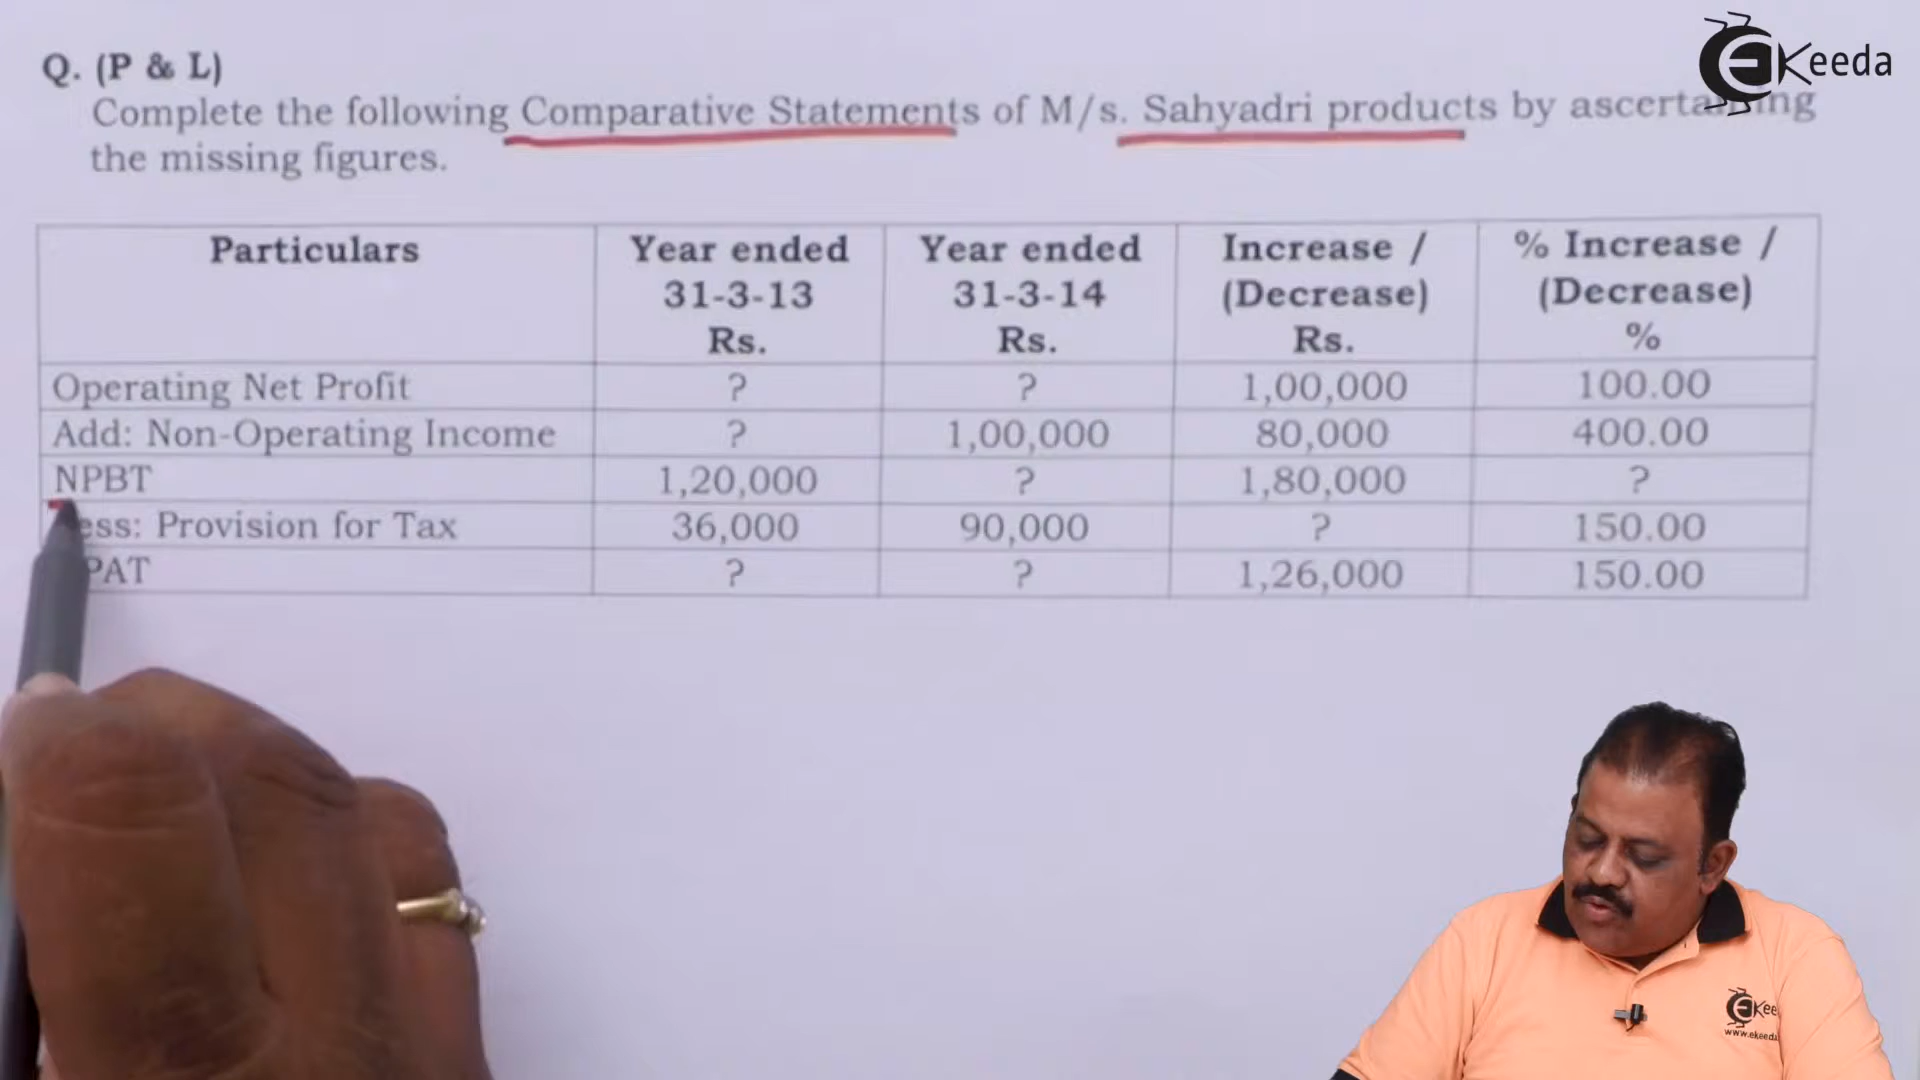 Keeda
Q. (P & L)
Complete the following Comparative Statements of M/s. Sahyadri products by
the missing figures.
Particulars Year ended 31-3-13 Rs. Year ended 31-3-14 Rs. Increase / (Decrease) Rs. % Increase / (Decrease) %
Operating Net Profit ? ? 1,00,000 100.00
Add: Non-Operating Income ? 1,00,000 80,000 400.00
NPBT 1,20,000 ? 1,80,000 ?
ess: Provision for Tax 36,000 90,000 ? 150.00
PAT ? ? 1,26,000 150.00
Kee
www.ekeeda